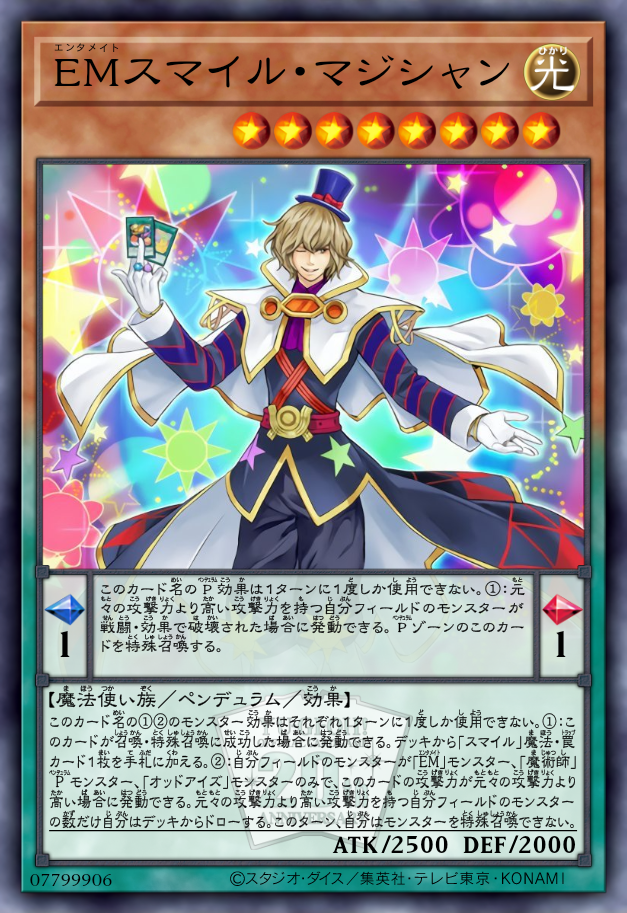 エンタメイト
EMスマイル・マジシャン
ひかり
光
このカード名のP効果は1ターンに1度しか使用できない。①:元
々の攻撃力より高い攻撃力を持つ自分フィールドのモンスターが
戦闘・効果で破壊された場合に発動できる。Pゾーンのこのカー
ドを特殊召喚する。
1
1
【魔法使い族/ペンデュラム/効果】
このカード名の①②のモンスター効果はそれぞれ1ターンに1度しか使用できない。①:こ
のカードが召喚・特殊召喚に成功した場合に発動できる。デッキから「スマイル」魔法・罠
カード1枚を手札に加える。②:自分フィールドのモンスターが「EM」モンスター、「魔術師」
Pモンスター、「オッドアイズ」モンスターのみで、このカードの攻撃力が元々の攻撃力より
高い場合に発動できる。元々の攻撃力より高い攻撃力を持つ自分フィールドのモンスター
の数だけ自分はデッキからドローする。このターン、自分はモンスターを特殊召喚できない。
ATK/2500 DEF/2000
07799906
©スタジオ・ダイス/集英社・テレビ東京・KONAMI